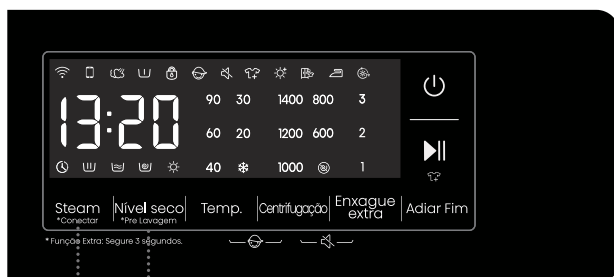 13:20
90 30 1400 800 3
60 20 1200 600 2
40 1000 1
Steam
*Conectar
Nível seco
*Pre Lavagem
Temp.
Centrifugação
Enxague
extra
Adiar Fim
*Função Extra: Segure 3 segundos.